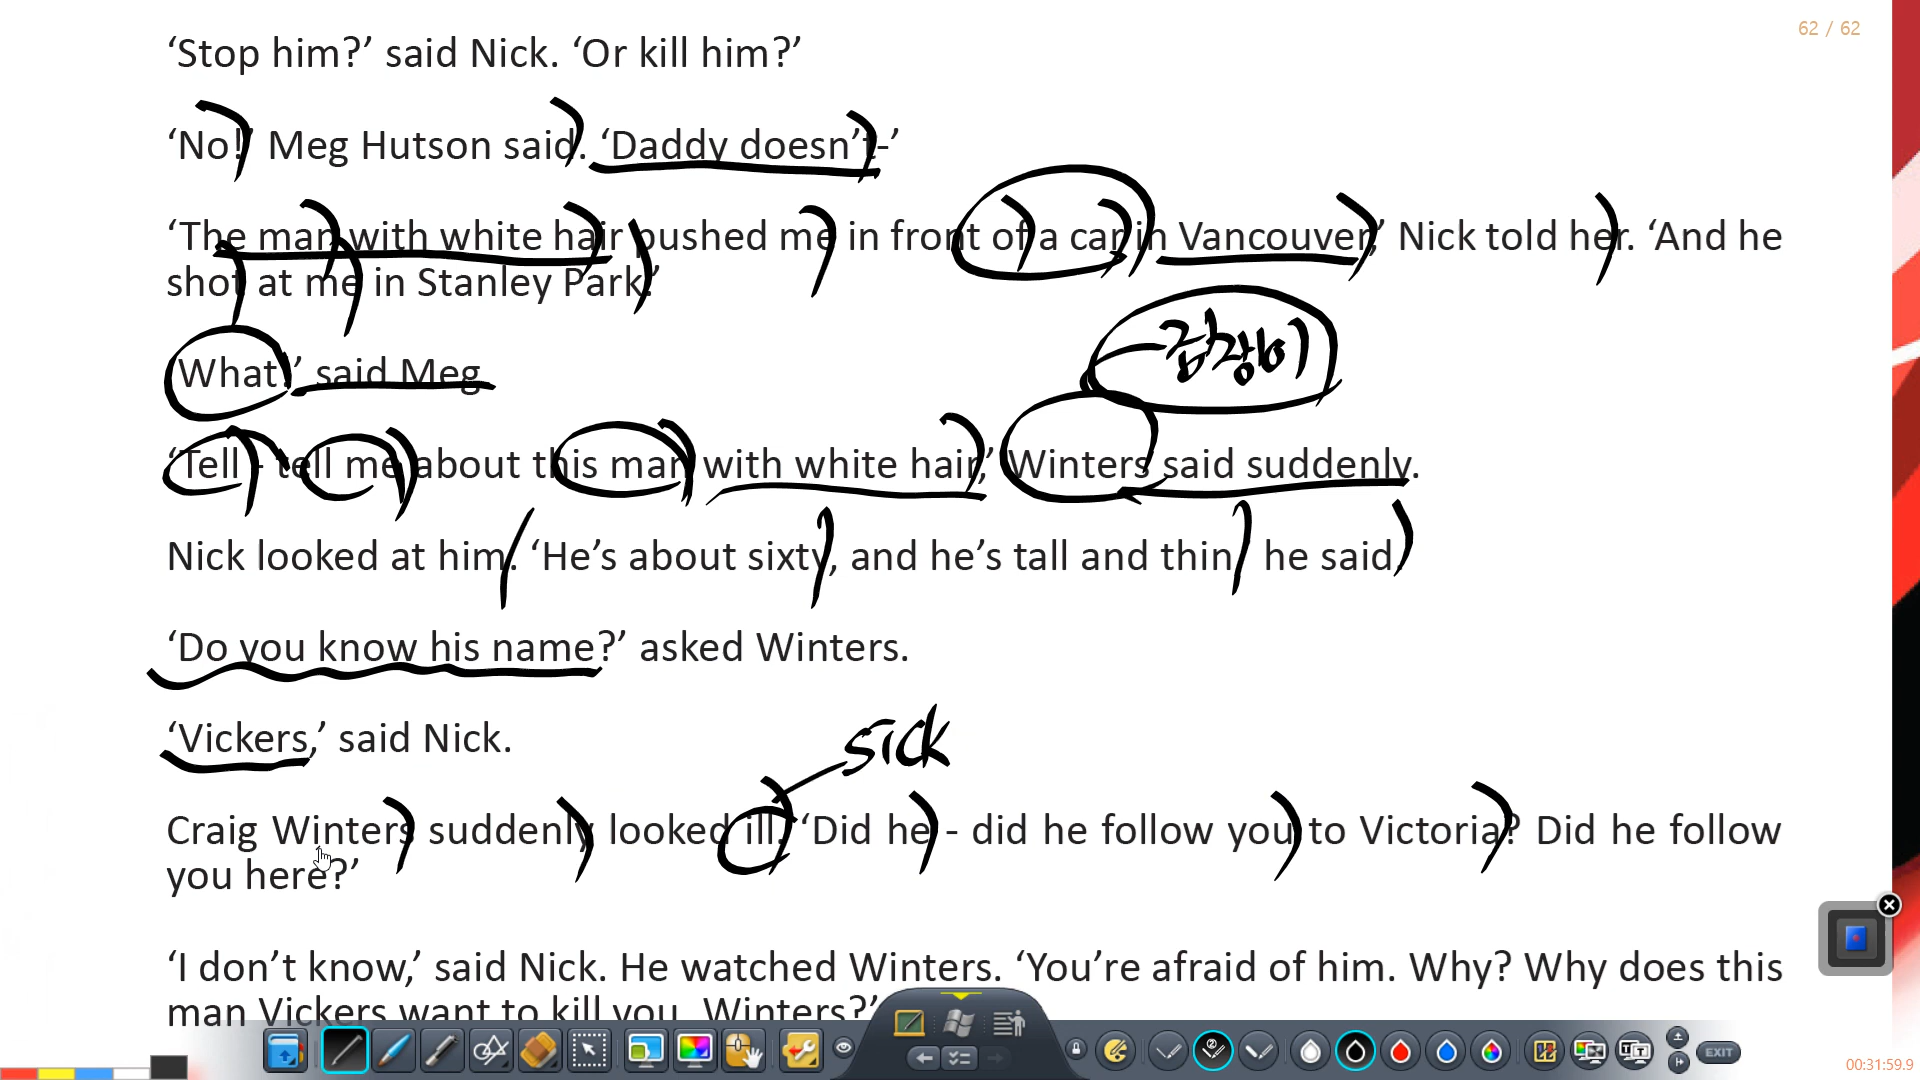 62 / 62
‘Stop him?’ said Nick. ‘Or kill him?’
‘No!’ Meg Hutson said. ‘Daddy doesn’t-’
‘The man with white hair pushed me in front of a car in Vancouver,’ Nick told her. ‘And he
shot at me in Stanley Park.’
겁쟁이
What?’ said Meg
‘Tell - tell me about this man with white hair,’ Winters said suddenly.
Nick looked at him. ‘He’s about sixty, and he’s tall and thin, he said,
‘Do you know his name?’ asked Winters.
sick
‘Vickers,’ said Nick.
Craig Winters suddenly looked ill. ‘Did he - did he follow you to Victoria? Did he follow
you here?’
‘I don’t know,’ said Nick. He watched Winters. ‘You’re afraid of him. Why? Why does this
man Vickers want to kill you, Winters?’
EXIT
00:31:59.9